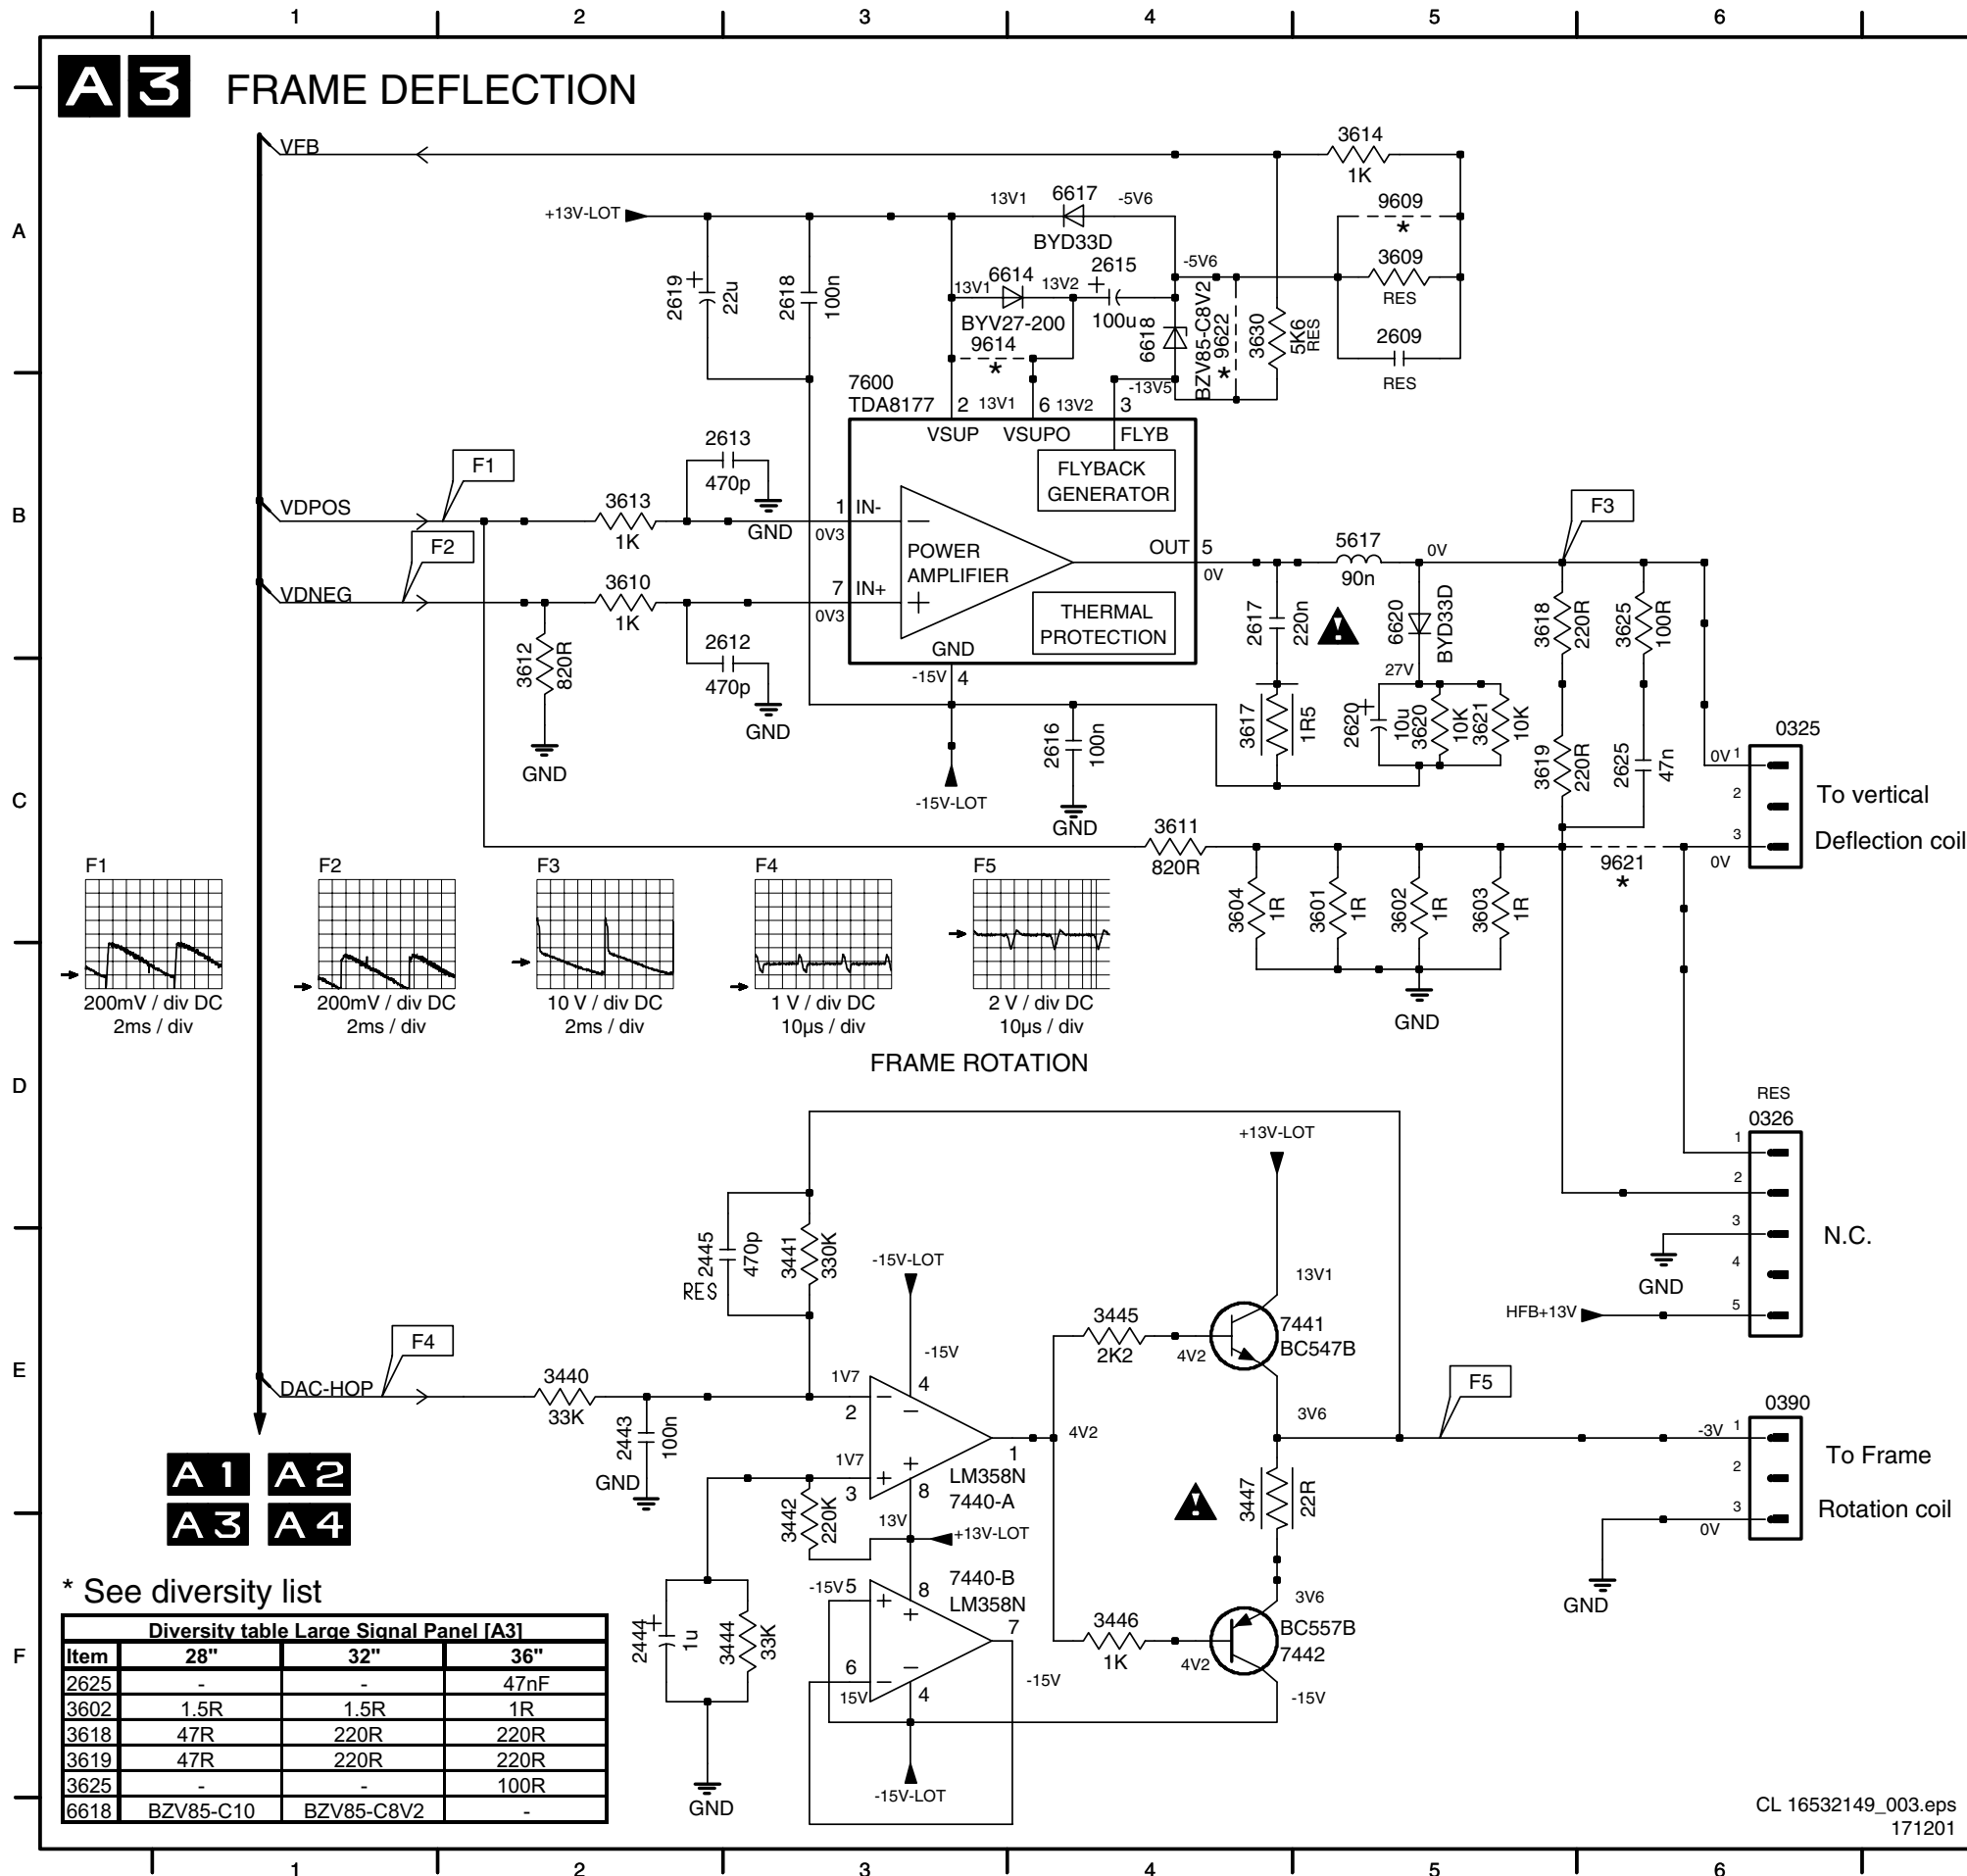 1 2 3 4 5 6
A 3 FRAME DEFLECTION
VFB
3614
1K
9609
*
3609
RES
2609
RES
A
+13V-LOT
13V1 6617 -5V6
BYD33D
2619 + 22u
2618 100n
13V1 6614 13V2 + 2615 -5V6
BYV27-200 100u
9614
*
6618 BZV85-C8V2
* 9622
3630 5K6 RES
-13V5
7600
TDA8177 2 13V1 6 13V2 3
VSUP VSUPO FLYB
FLYBACK
GENERATOR
B
VDPOS
F1
3613
1K
2613
470p
GND
1 IN-
0V3
POWER
AMPLIFIER
OUT 5
0V
5617
90n
0V
F3
VDNEG
F2
3610
1K
7 IN+
0V3
THERMAL
PROTECTION
GND
-15V 4
3612 820R
GND
2612
470p
GND
2617 220n
6620 BYD33D
27V
3618 220R
3625 100R
C
2616 100n
GND
-15V-LOT
3617 1R5
2620 + 10u
3620 10K
3621 10K
3619 220R
2625 47n
0325
0V 1
2
3
0V
To vertical
Deflection coil
3611
820R
9621
*
3604 1R
3601 1R
3602 1R
3603 1R
GND
F1
200mV / div DC
2ms / div
F2
200mV / div DC
2ms / div
F3
10 V / div DC
2ms / div
F4
1 V / div DC
10µs / div
F5
2 V / div DC
10µs / div
FRAME ROTATION
D
RES
0326
1
2
3
4
5
GND
HFB+13V
N.C.
+13V-LOT
2445 470p
RES
3441 330K
-15V-LOT
-15V
13V1
E
DAC-HOP
F4
3440
33K
2443 100n
GND
1V7 4
2
1V7
3 8
1
LM358N
7440-A
3442 220K
13V +13V-LOT
4V2
3445
2K2
4V2
7441
BC547B
3V6
F5
0390
-3V 1
2
3
0V
To Frame
Rotation coil
GND
3447 22R
A 1 A 2
A 3 A 4
F
* See diversity list
Diversity table Large Signal Panel [A3]
Item 28" 32" 36"
2625 - - 47nF
3602 1.5R 1.5R 1R
3618 47R 220R 220R
3619 47R 220R 220R
3625 - - 100R
6618 BZV85-C10 BZV85-C8V2 -
2444 + 1u
3444 33K
GND
-15V 5 8 7440-B
LM358N
7
6
15V 4
-15V
-15V-LOT
3446
1K
4V2
3V6
BC557B
7442
-15V
CL 16532149_003.eps
171201
1 2 3 4 5 6